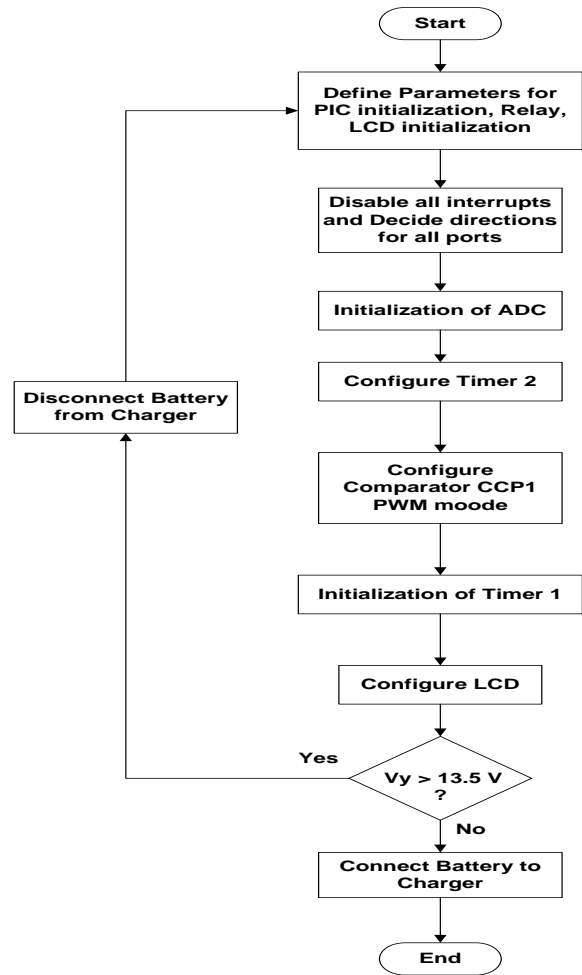 Start
Define Parameters for
PIC initialization, Relay,
LCD initialization
Disable all interrupts
and Decide directions
for all ports
Initialization of ADC
Configure Timer 2
Disconnect Battery
from Charger
Configure
Comparator CCP1
PWM moode
Initialization of Timer 1
Configure LCD
Yes
Vy > 13.5 V
?
No
Connect Battery to
Charger
End